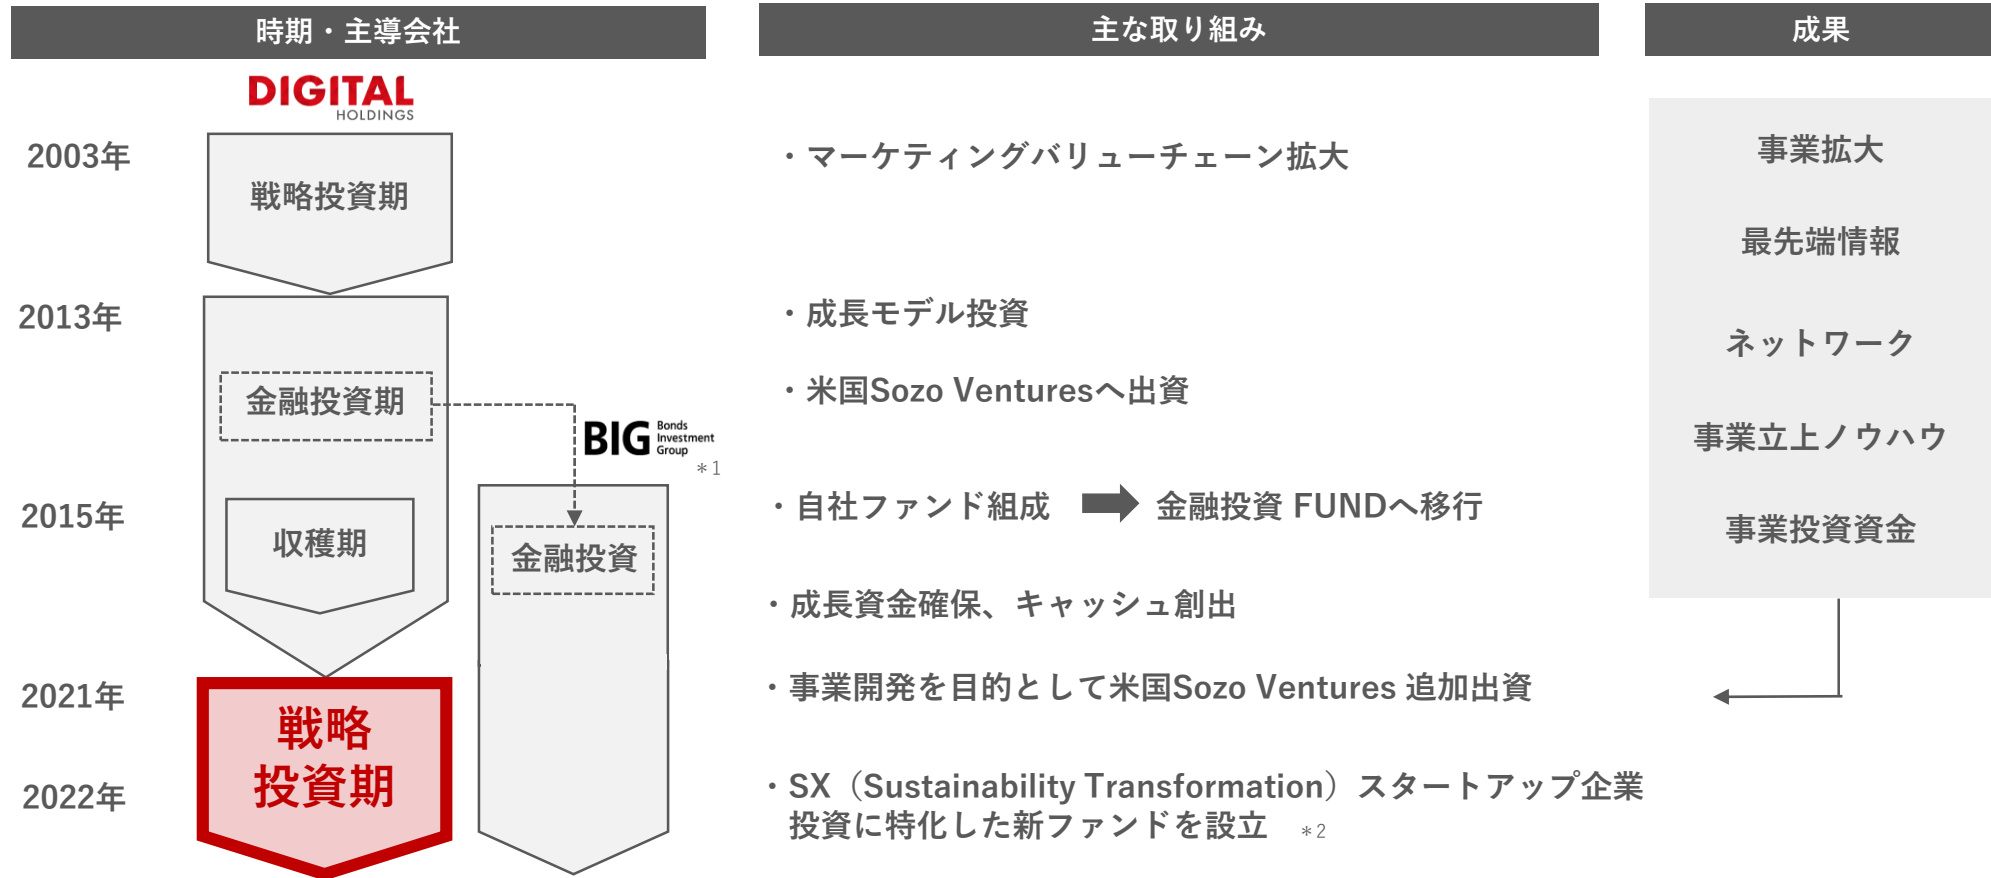 時期・主導会社
主な取り組み
成果
DIGITAL
HOLDINGS
2003年
戦略投資期
・マーケティングバリューチェーン拡大
事業拡大
最先端情報
2013年
・成長モデル投資
ネットワーク
金融投資期
・米国Sozo Venturesへ出資
BIG Bonds
Investment
Group
＊1
事業立上ノウハウ
2015年
収穫期
金融投資
・自社ファンド組成 金融投資 FUNDへ移行
事業投資資金
・成長資金確保、キャッシュ創出
2021年
戦略
投資期
・事業開発を目的として米国Sozo Ventures 追加出資
2022年
・SX（Sustainability Transformation）スタートアップ企業
投資に特化した新ファンドを設立 ＊2